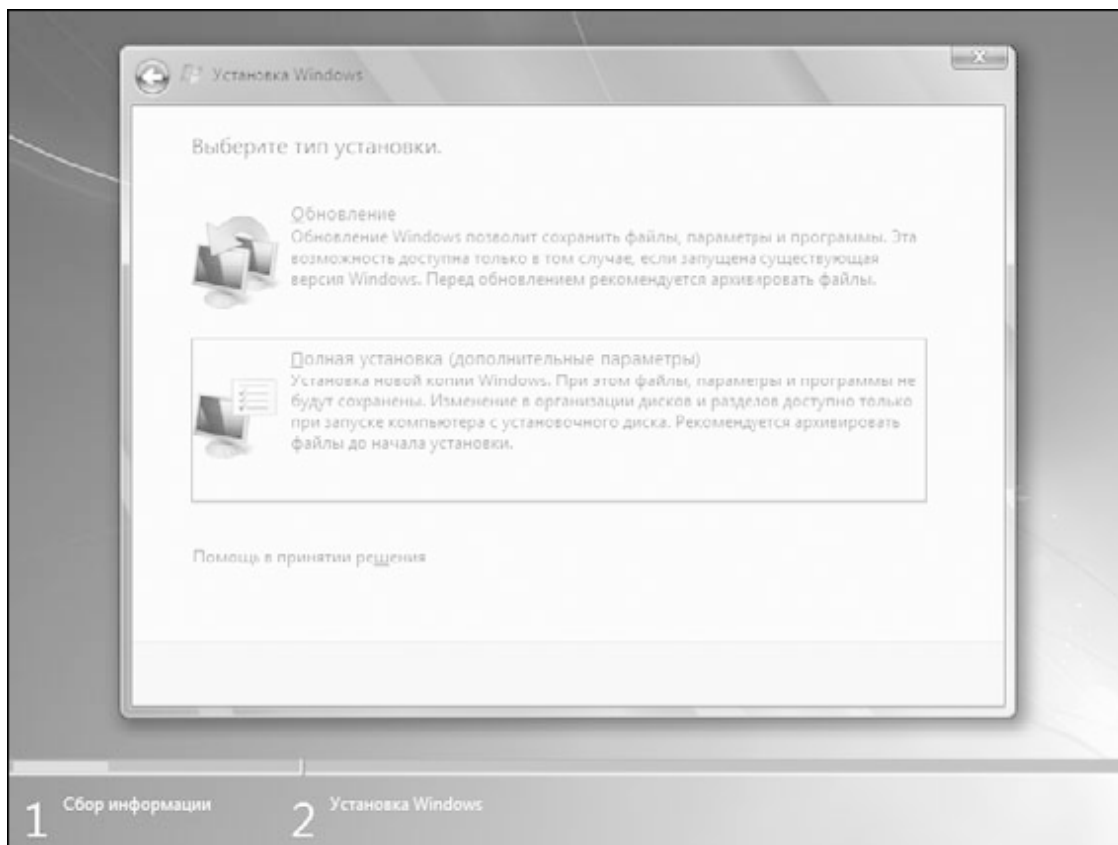 Установка Windows
Выберите тип установки.
Обновление
Обновление Windows позволит сохранить файлы, параметры и программы. Эта
возможность доступна только в том случае, если запущена существующая
версия Windows. Перед обновлением рекомендуется архивировать файлы.
Полная установка (дополнительные параметры)
Установка новой копии Windows. При этом файлы, параметры и программы не
будут сохранены. Изменение в организации дисков и разделов доступно только
при запуске компьютера с установочного диска. Рекомендуется архивировать
файлы до начала установки.
Помощь в принятии решения
1 Сбор информации
2 Установка Windows